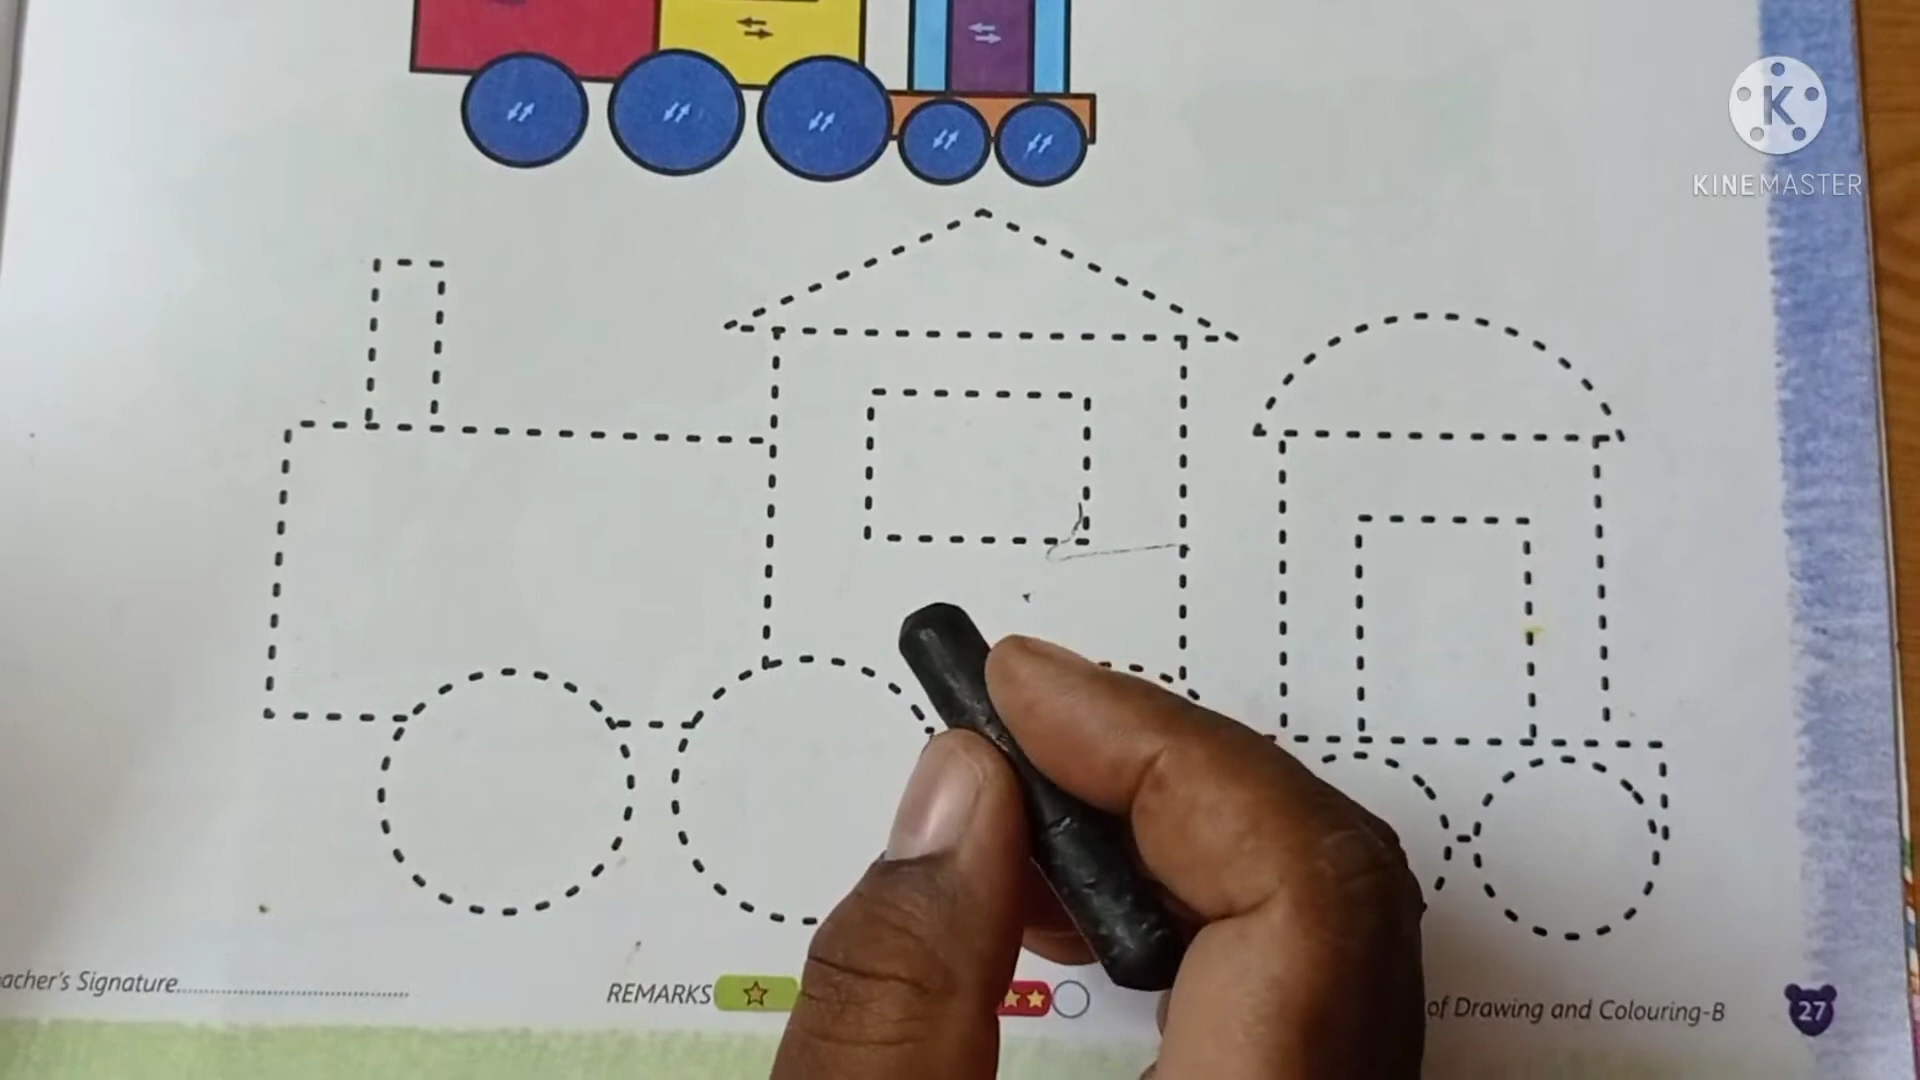 K
KINEMASTER
acher's Signature
REMARKS
of Drawing and Colouring-B
27